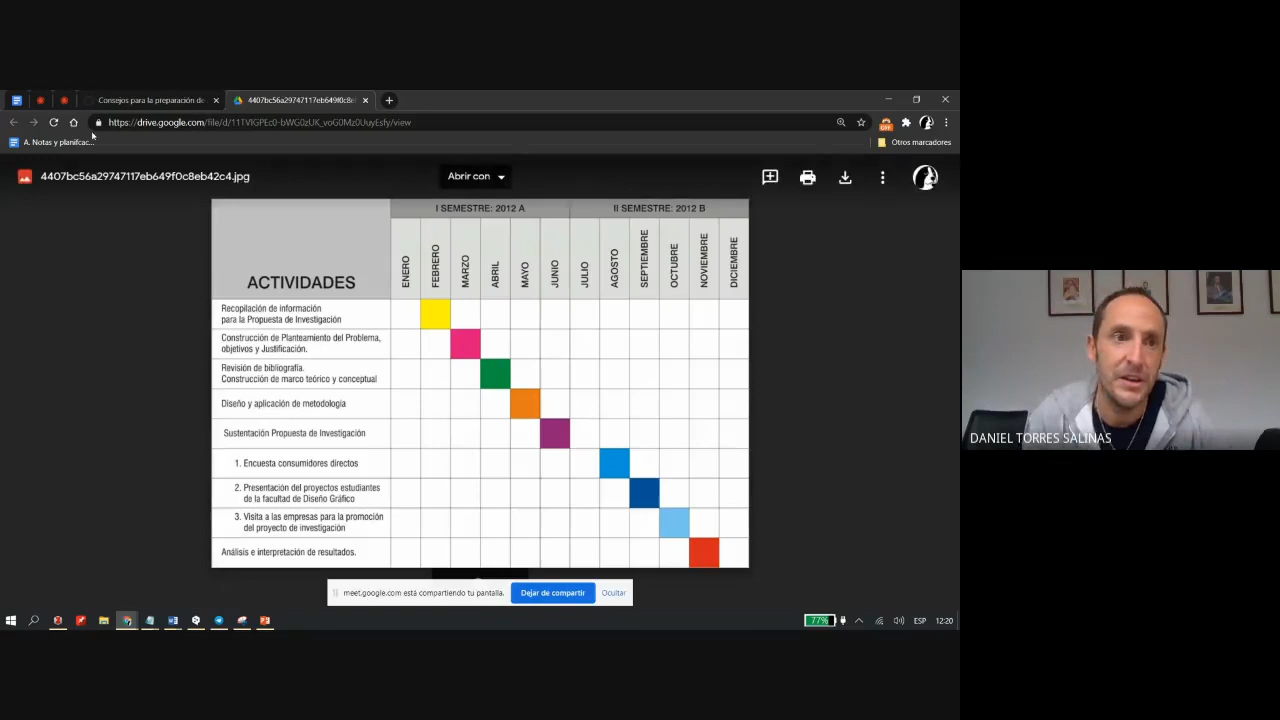 Consejos para la preparación de
4407bc56a29747117eb649f0c8e
https://drive.google.com/file/d/
A. Notas y planifcac...
OFF
Otros marcadores
4407bc56a29747117eb649f0c8eb42c4.jpg
Abrir con
I SEMESTRE: 2012 A
II SEMESTRE: 2012 B
ACTIVIDADES
ENERO
FEBRERO
MARZO
ABRIL
MAYO
JUNIO
JULIO
AGOSTO
SEPTIEMBRE
OCTUBRE
NOVIEMBRE
DICIEMBRE
Recopilación de información
para la Propuesta de Investigación
Construcción de Planteamiento del Problema,
objetivos y Justificación.
Revisión de bibliografía.
Construcción de marco teórico y conceptual
Diseño y aplicación de metodología
Sustentación Propuesta de Investigación
1. Encuesta consumidores directos
2. Presentación del proyectos estudiantes
de la facultad de Diseño Gráfico
3. Visita a las empresas para la promoción
del proyecto de investigación
Análisis e interpretación de resultados.
meet.google.com está compartiendo tu pantalla.
Dejar de compartir
Ocultar
77%
ESP
12:20
DANIEL TORRES SALINAS